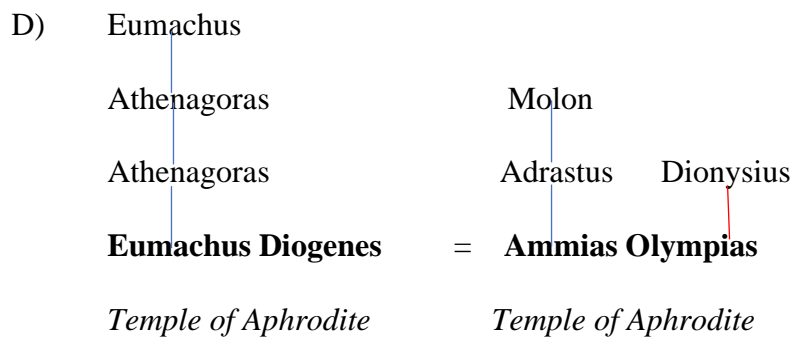 D) Eumachus
Athenagoras Molon
Athenagoras Adrastus Dionysius
Eumachus Diogenes = Ammias Olympias
Temple of Aphrodite Temple of Aphrodite